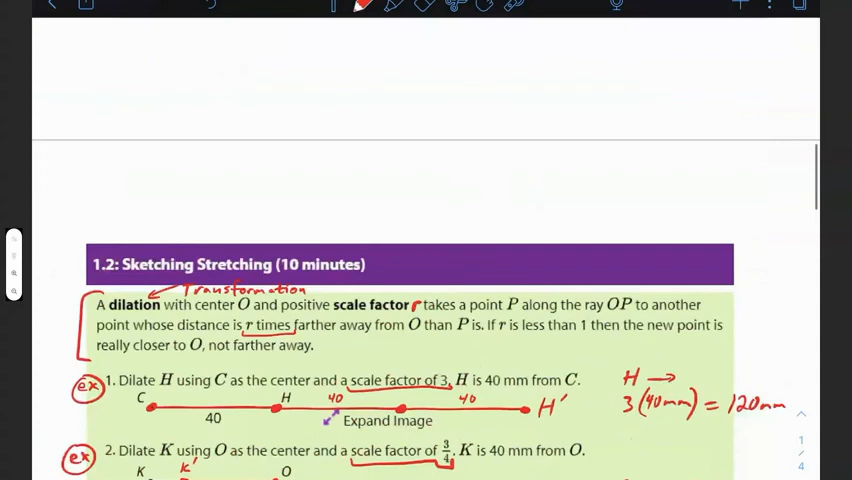 1.2: Sketching Stretching (10 minutes)
Transformation
A dilation with center O and positive scale factor r takes a point P along the ray OP to another
point whose distance is r times farther away from O than P is. If r is less than 1 then the new point is
really closer to O, not farther away.
ex 1. Dilate H using C as the center and a scale factor of 3. H is 40 mm from C.
H →
C H 40 40 H'
3(40mm) = 120mm
40
Expand Image
ex 2. Dilate K using O as the center and a scale factor of 3/4. K is 40 mm from O.
K K' O
1
/
4